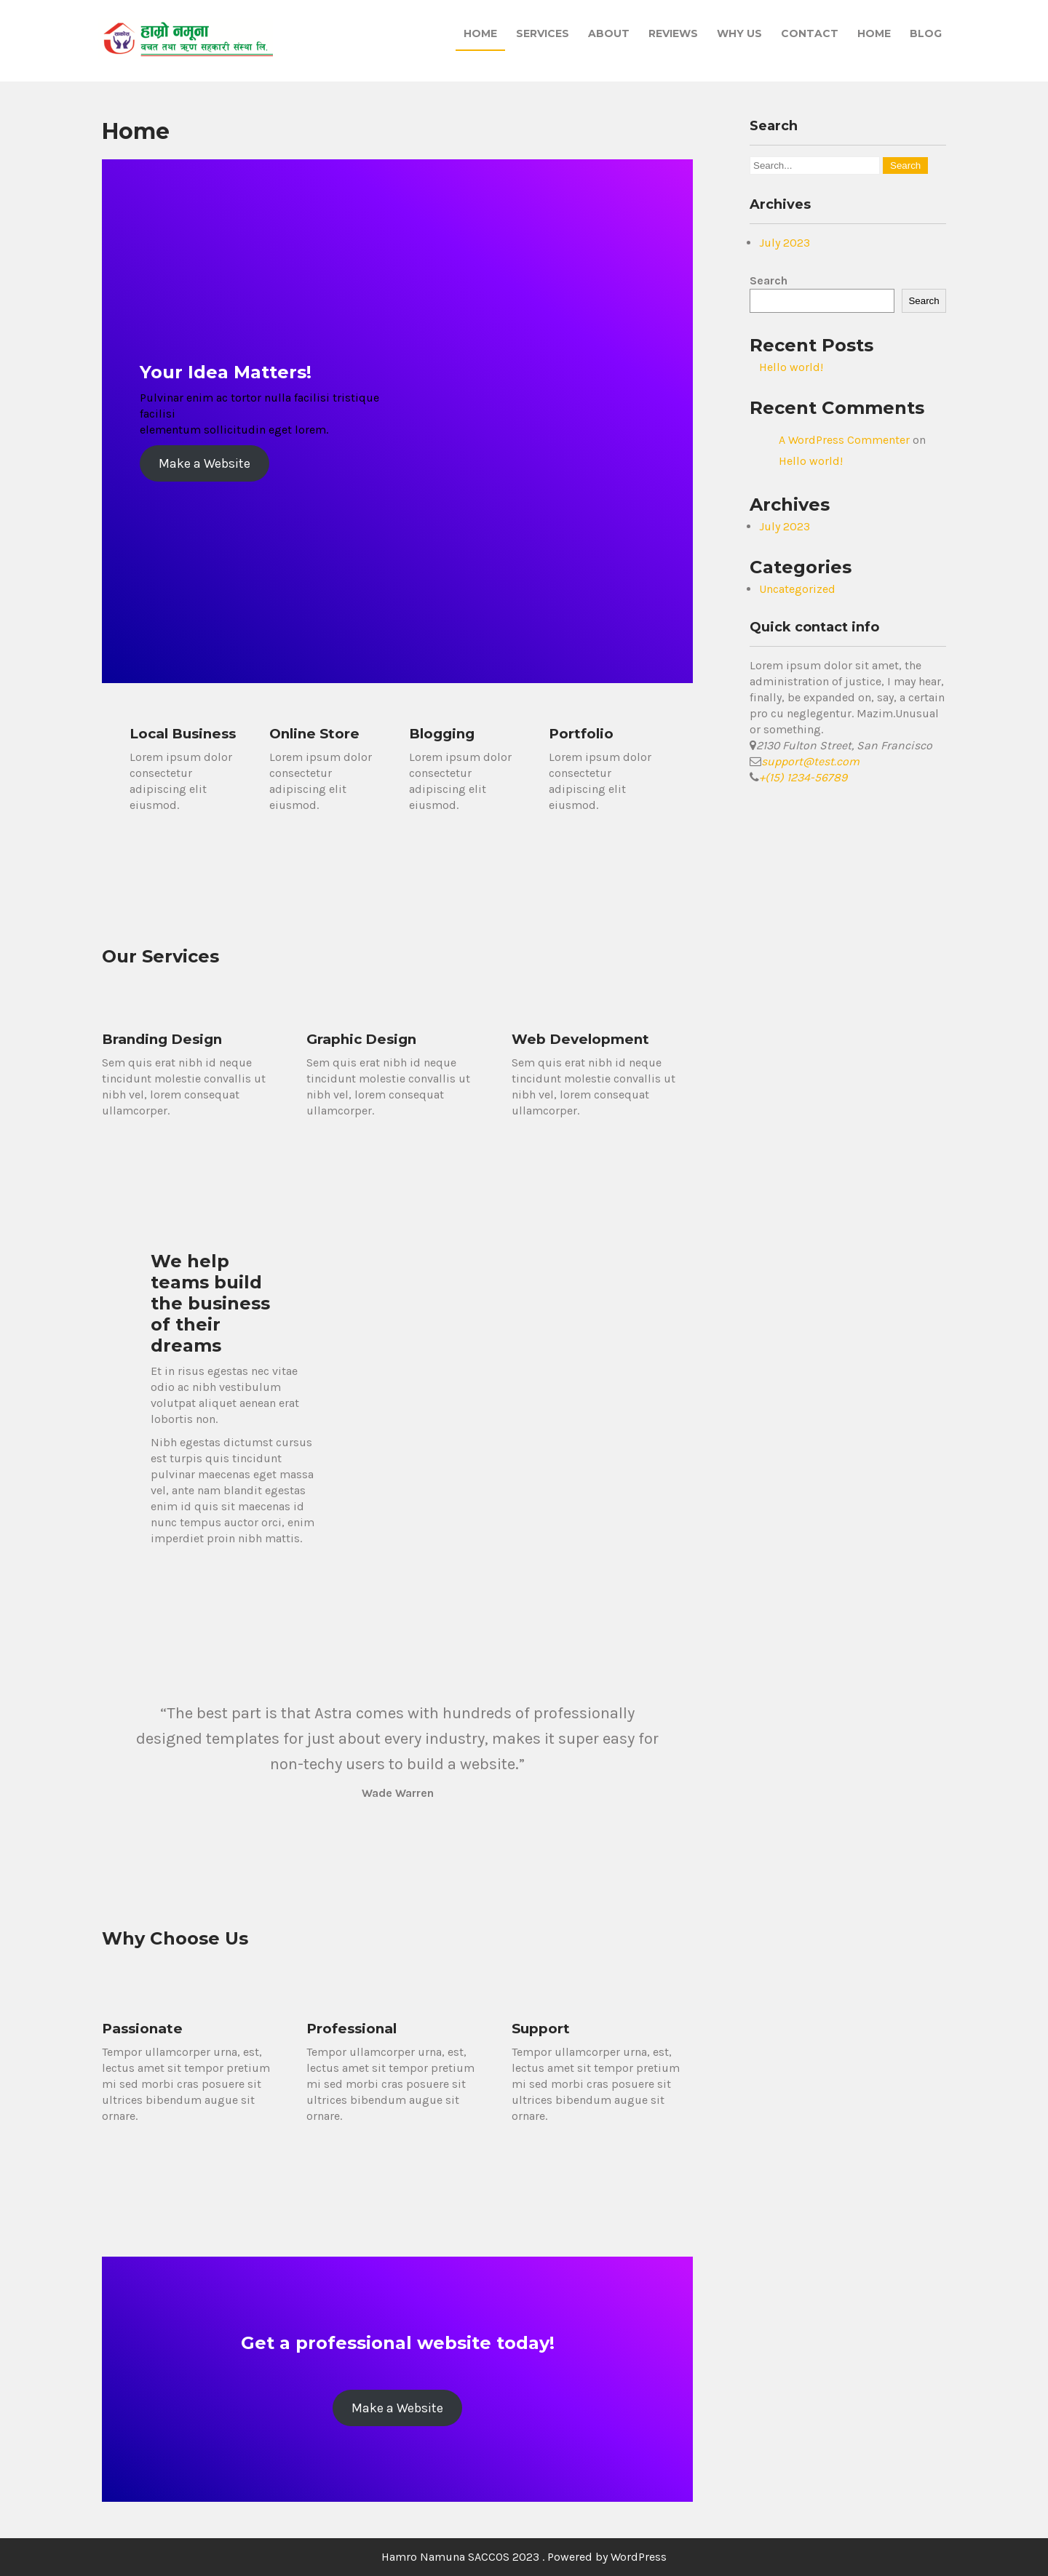 हाम्रो नमूना
बचत तथा ऋण सहकारी संस्था लि.
HOME SERVICES ABOUT REVIEWS WHY US CONTACT HOME BLOG
Home
Your Idea Matters!
Pulvinar enim ac tortor nulla facilisi tristique
facilisi
elementum sollicitudin eget lorem.
Make a Website
Local Business
Lorem ipsum dolor
consectetur
adipiscing elit
eiusmod.
Online Store
Lorem ipsum dolor
consectetur
adipiscing elit
eiusmod.
Blogging
Lorem ipsum dolor
consectetur
adipiscing elit
eiusmod.
Portfolio
Lorem ipsum dolor
consectetur
adipiscing elit
eiusmod.
Our Services
Branding Design
Sem quis erat nibh id neque
tincidunt molestie convallis ut
nibh vel, lorem consequat
ullamcorper.
Graphic Design
Sem quis erat nibh id neque
tincidunt molestie convallis ut
nibh vel, lorem consequat
ullamcorper.
Web Development
Sem quis erat nibh id neque
tincidunt molestie convallis ut
nibh vel, lorem consequat
ullamcorper.
We help
teams build
the business
of their
dreams
Et in risus egestas nec vitae
odio ac nibh vestibulum
volutpat aliquet aenean erat
lobortis non.
Nibh egestas dictumst cursus
est turpis quis tincidunt
pulvinar maecenas eget massa
vel, ante nam blandit egestas
enim id quis sit maecenas id
nunc tempus auctor orci, enim
imperdiet proin nibh mattis.
“The best part is that Astra comes with hundreds of professionally
designed templates for just about every industry, makes it super easy for
non-techy users to build a website.”
Wade Warren
Why Choose Us
Passionate
Tempor ullamcorper urna, est,
lectus amet sit tempor pretium
mi sed morbi cras posuere sit
ultrices bibendum augue sit
ornare.
Professional
Tempor ullamcorper urna, est,
lectus amet sit tempor pretium
mi sed morbi cras posuere sit
ultrices bibendum augue sit
ornare.
Support
Tempor ullamcorper urna, est,
lectus amet sit tempor pretium
mi sed morbi cras posuere sit
ultrices bibendum augue sit
ornare.
Get a professional website today!
Make a Website
Search
Search... Search
Archives
July 2023
Search
Search
Recent Posts
Hello world!
Recent Comments
A WordPress Commenter on
Hello world!
Archives
July 2023
Categories
Uncategorized
Quick contact info
Lorem ipsum dolor sit amet, the
administration of justice, I may hear,
finally, be expanded on, say, a certain
pro cu neglegentur. Mazim.Unusual
or something.
2130 Fulton Street, San Francisco
support@test.com
+(15) 1234-56789
Hamro Namuna SACCOS 2023 . Powered by WordPress